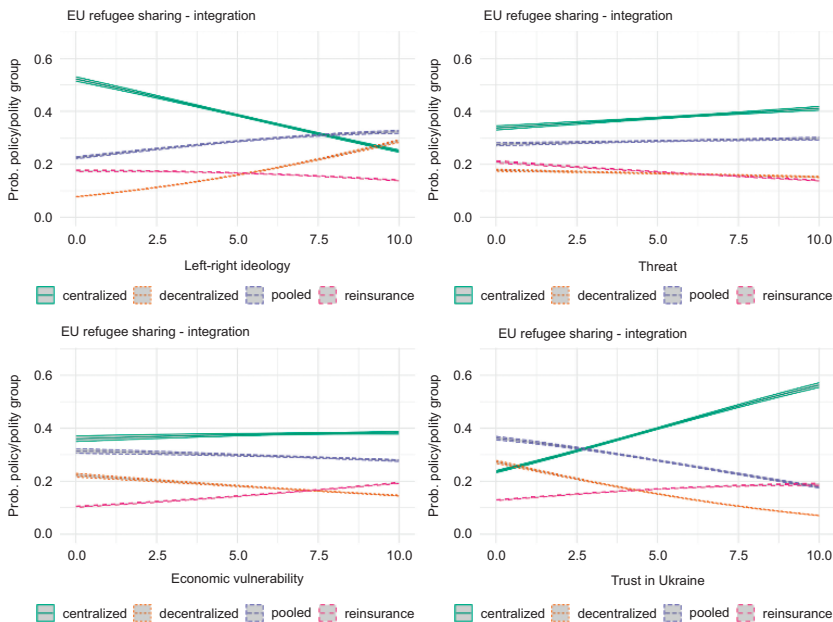 EU refugee sharing - integration
Prob. policy/polity group
0.6
0.4
0.2
0.0
0.0 2.5 5.0 7.5 10.0
Left-right ideology
centralized decentralized pooled reinsurance
EU refugee sharing - integration
Prob. policy/polity group
0.6
0.4
0.2
0.0
0.0 2.5 5.0 7.5 10.0
Threat
centralized decentralized pooled reinsurance
EU refugee sharing - integration
Prob. policy/polity group
0.6
0.4
0.2
0.0
0.0 2.5 5.0 7.5 10.0
Economic vulnerability
centralized decentralized pooled reinsurance
EU refugee sharing - integration
Prob. policy/polity group
0.6
0.4
0.2
0.0
0.0 2.5 5.0 7.5 10.0
Trust in Ukraine
centralized decentralized pooled reinsurance